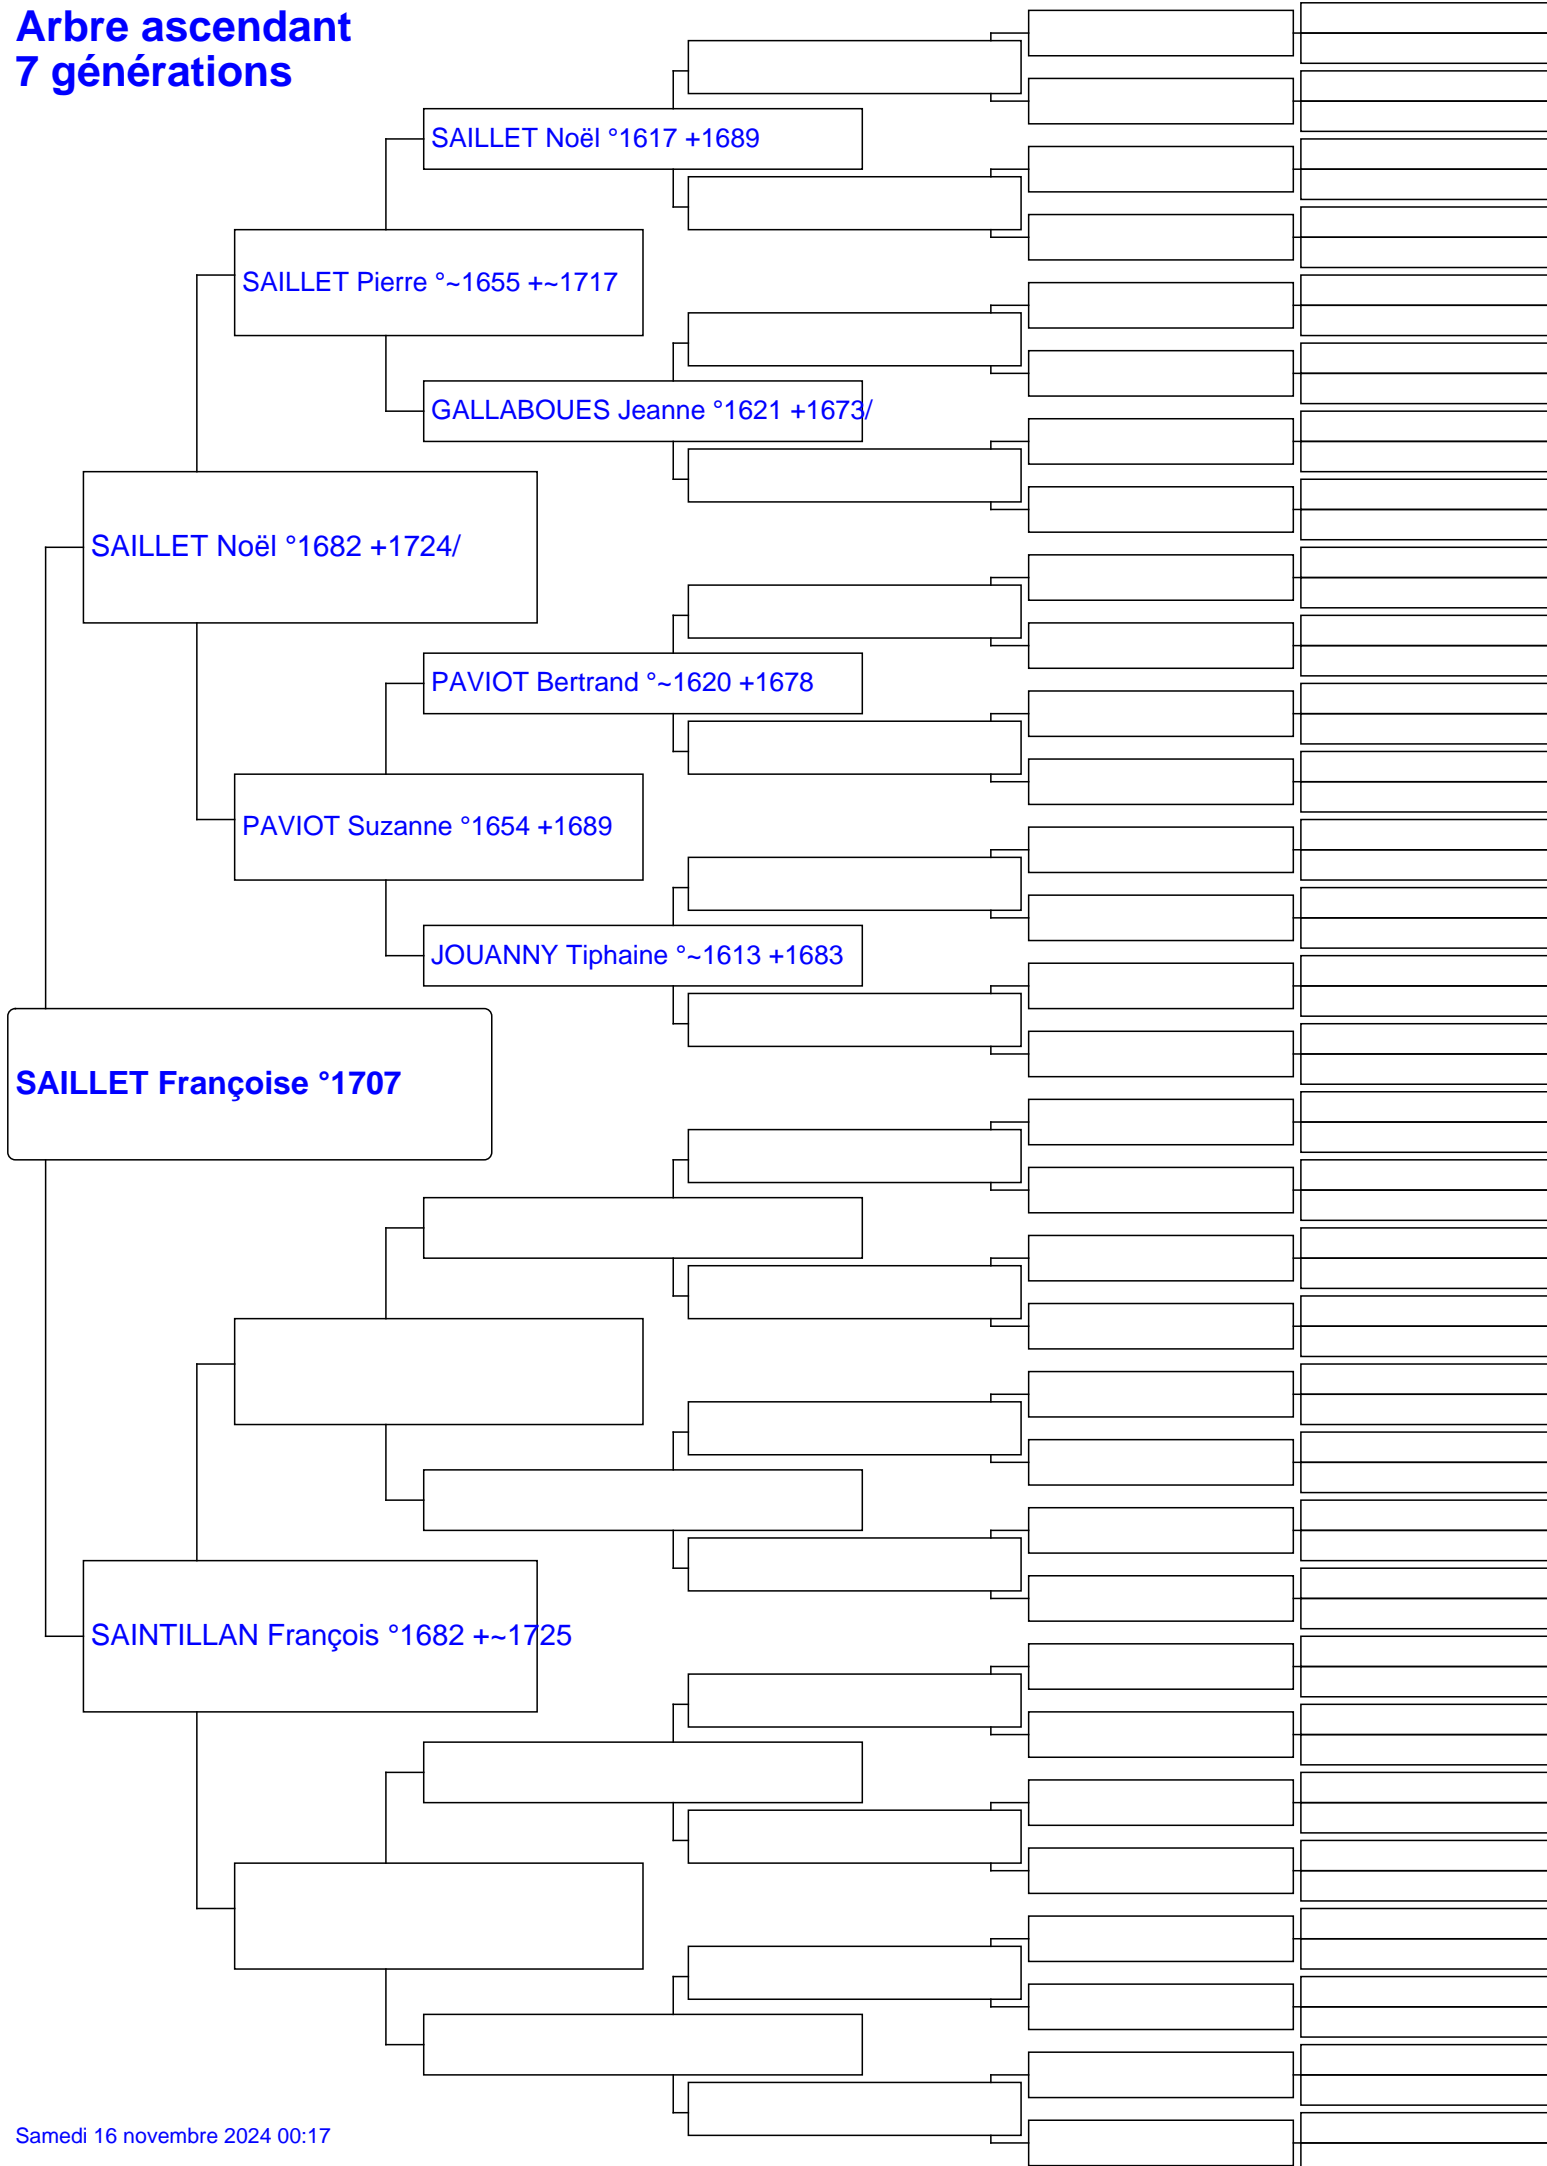 Arbre ascendant
7 générations
SAILLET Noël °1617 +1689
SAILLET Pierre °~1655 +~1717
GALLABOUES Jeanne °1621 +1673/
SAILLET Noël °1682 +1724/
PAVIOT Bertrand °~1620 +1678
PAVIOT Suzanne °1654 +1689
JOUANNY Tiphaine °~1613 +1683
SAILLET Françoise °1707
SAINTILLAN François °1682 +~1725
Samedi 16 novembre 2024 00:17